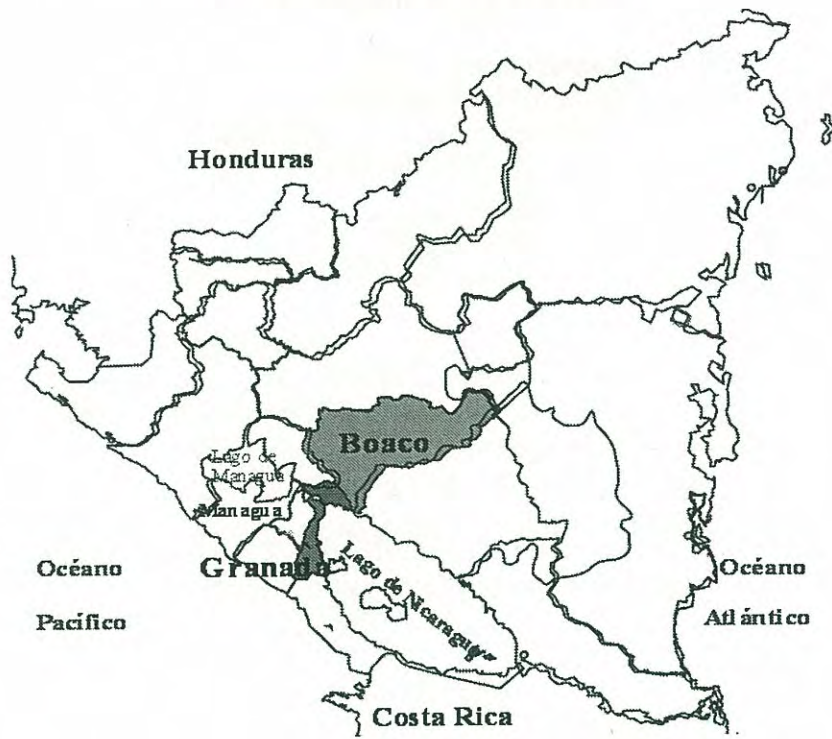 Honduras
Boaco
Lago de
Managua
Managua
Granada
Lago de Nicaragua
Océano
Pacífico
Océano
Atlántico
Costa Rica